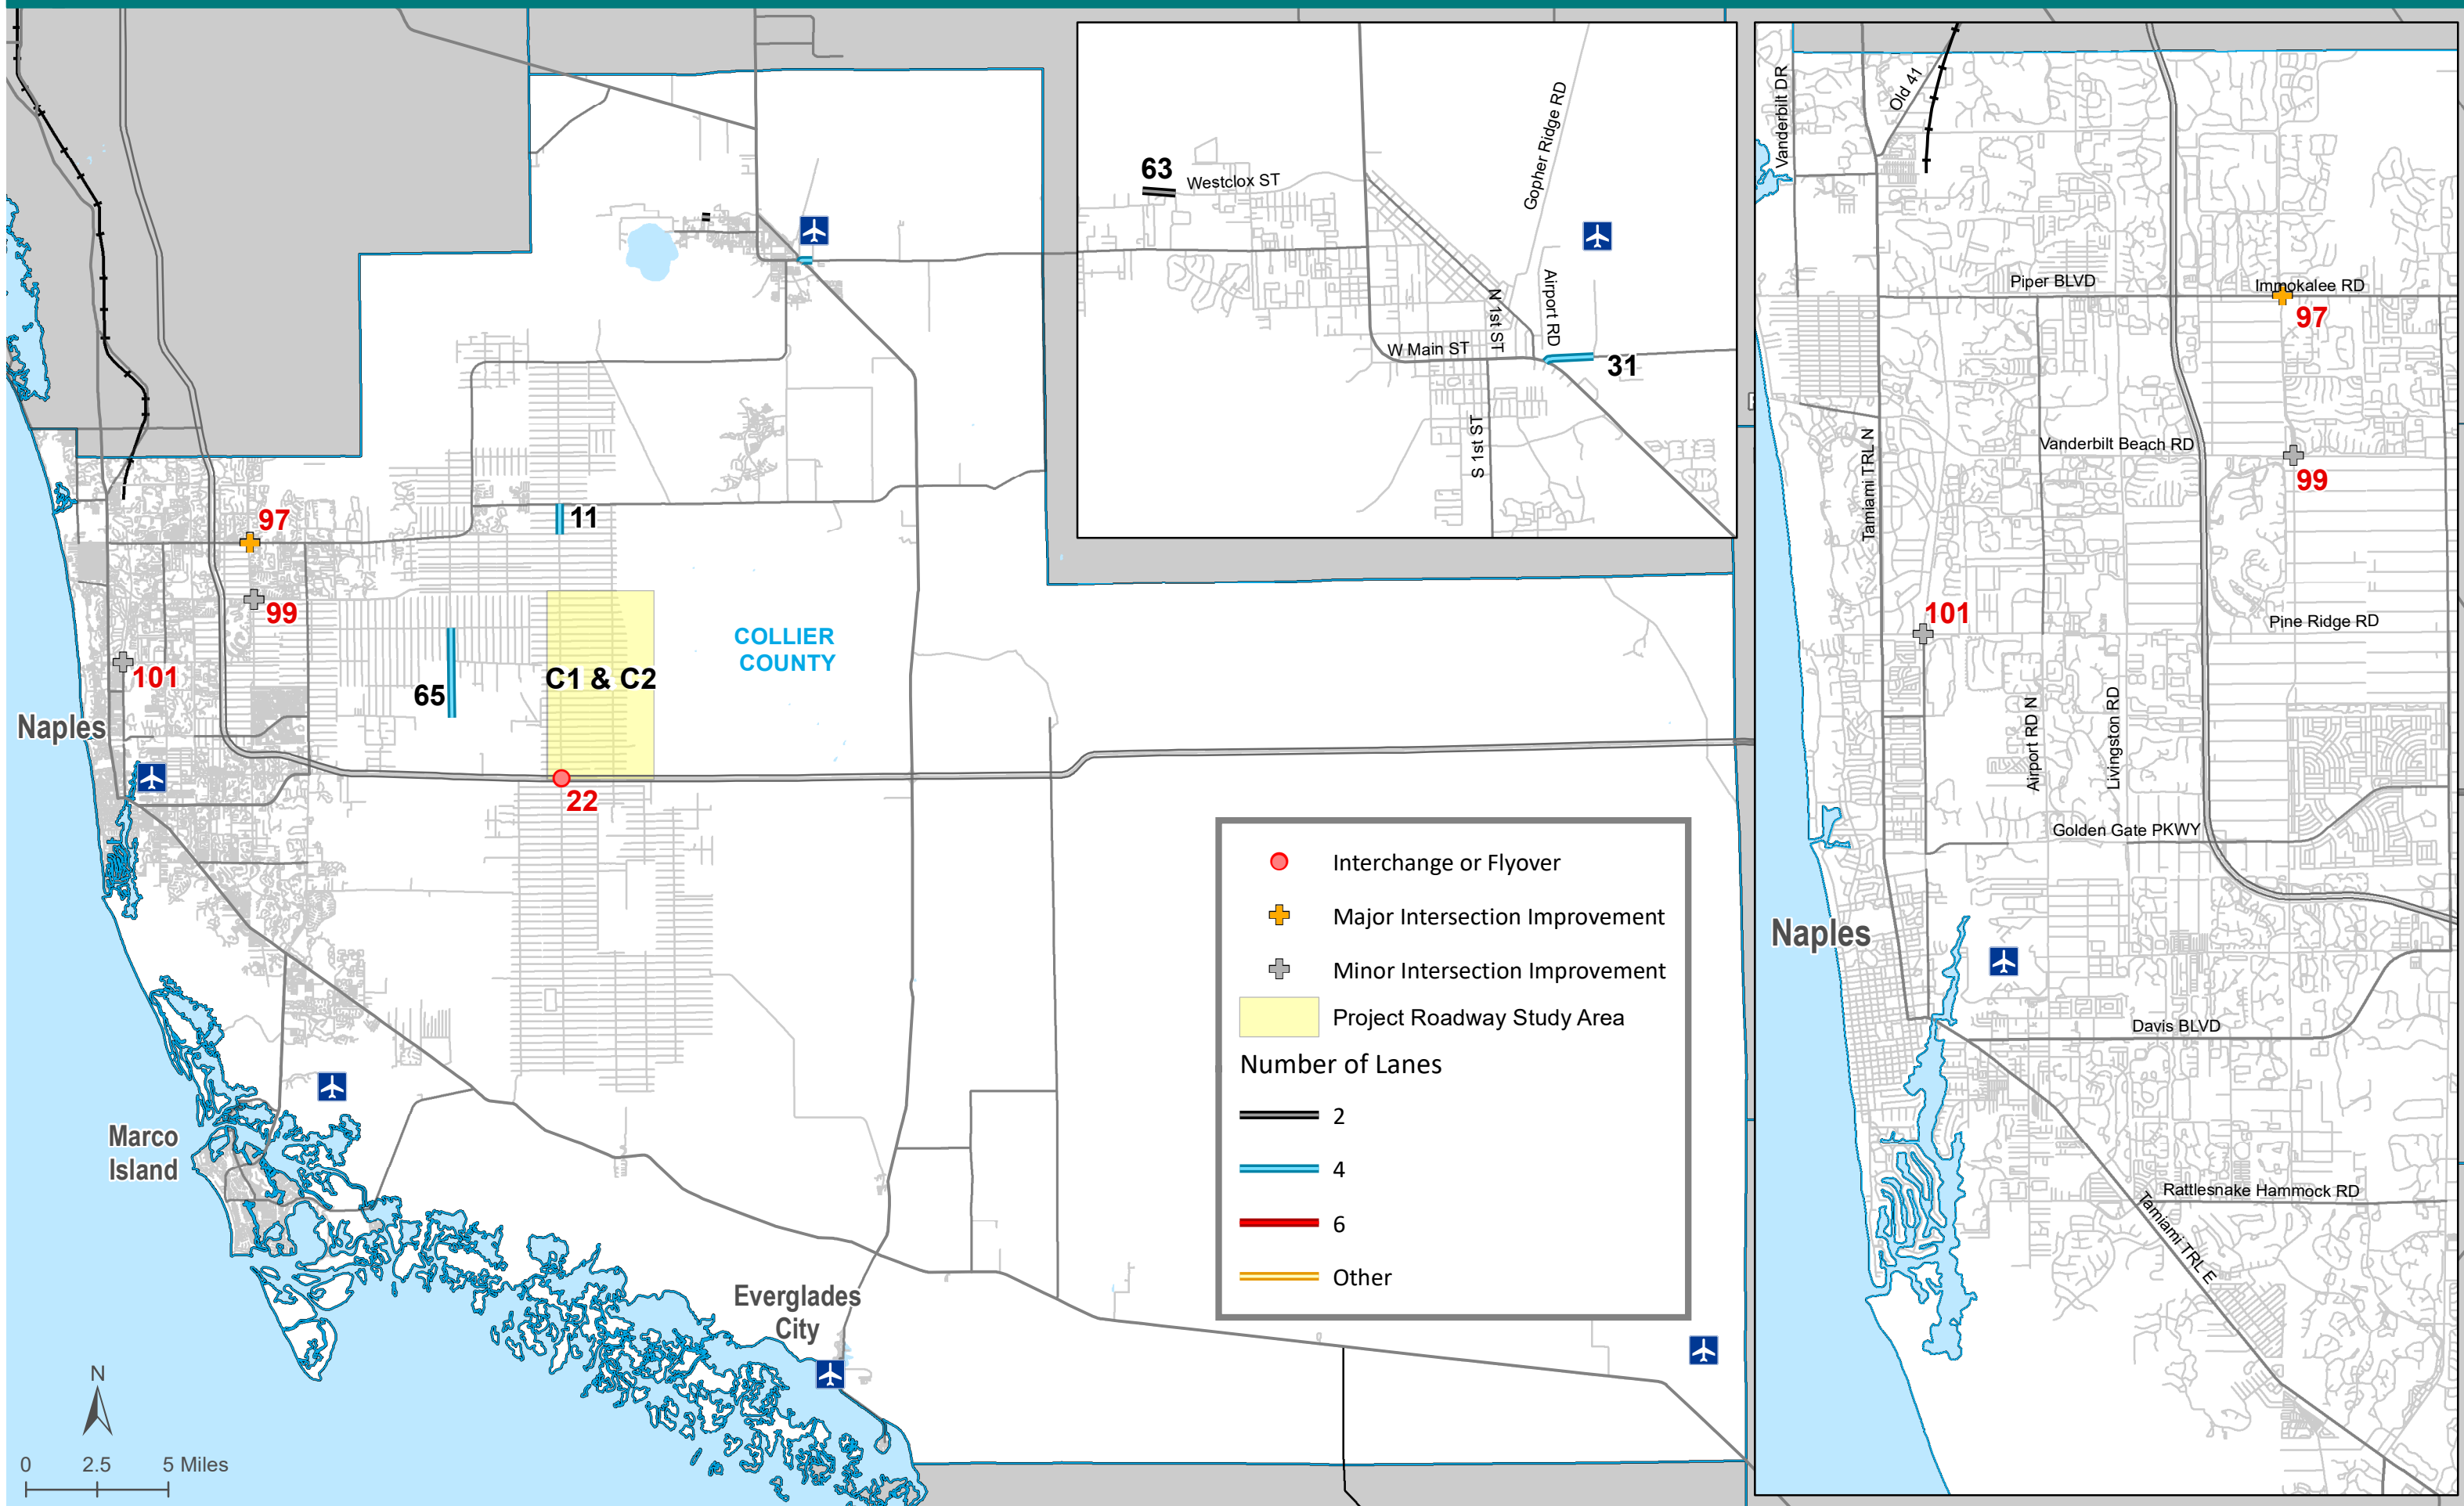 11
97
99
101
65
C1 & C2
22
COLLIER
COUNTY
Naples
Marco
Island
Everglades
City
N
0 2.5 5 Miles
63
Westclox ST
Gopher Ridge RD
N 1st ST
Airport RD
W Main ST
31
S 1st ST
Interchange or Flyover
Major Intersection Improvement
Minor Intersection Improvement
Project Roadway Study Area
Number of Lanes
2
4
6
Other
Vanderbilt DR
Old 41
Piper BLVD
Immokalee RD
97
Tamiami TRL N
Vanderbilt Beach RD
99
101
Pine Ridge RD
Airport RD N
Livingston RD
Golden Gate PKWY
Naples
Davis BLVD
Rattlesnake Hammock RD
Tamiami TRL E